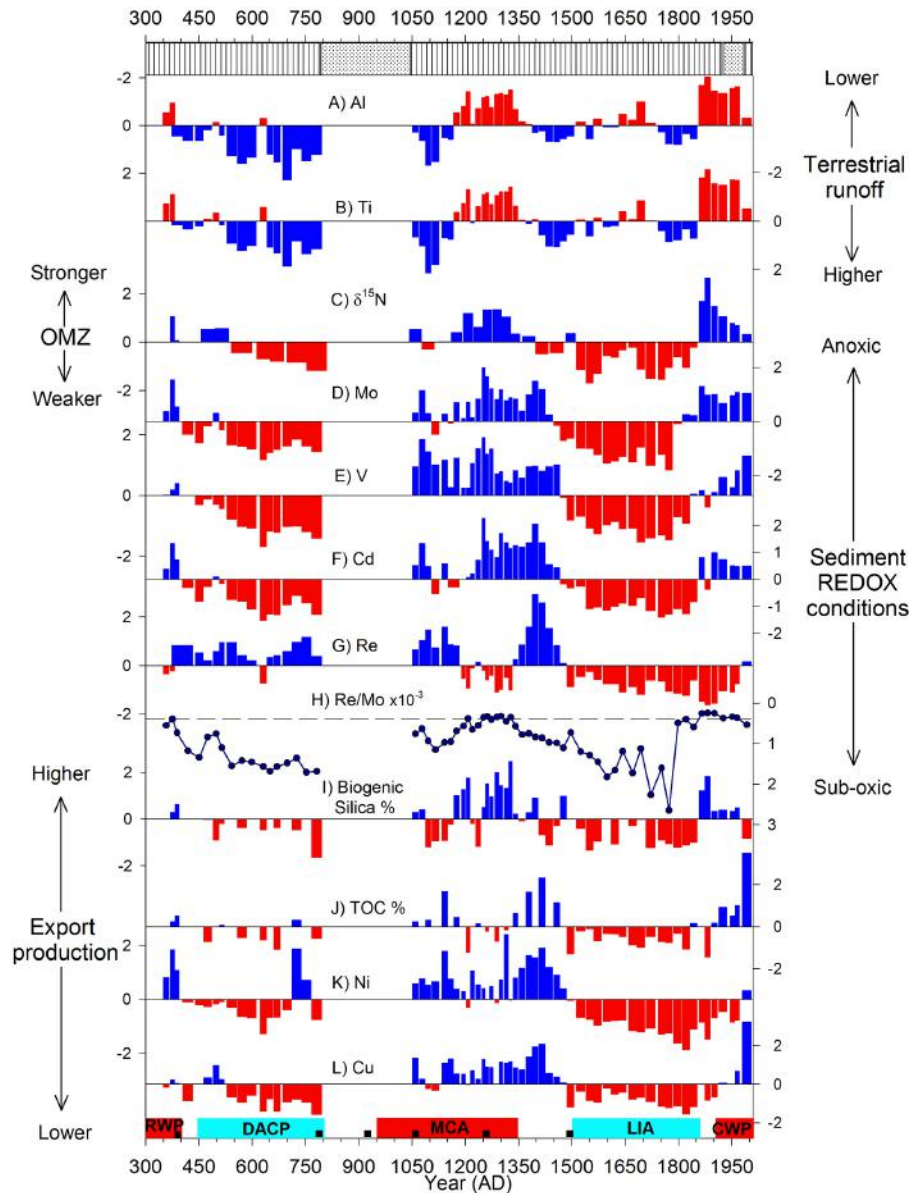 300 450 600 750 900 1050 1200 1350 1500 1650 1800 1950
-2
0
2
A) Al
Lower
Terrestrial
runoff
Higher
-2
0
2
B) Ti
Stronger
OMZ
Weaker
2
0
-2
C) δ15N
Anoxic
Sediment
REDOX
conditions
Sub-oxic
2
0
D) Mo
-2
2
0
-2
E) V
2
1
0
-1
-2
F) Cd
2
0
-2
G) Re
0
1
2
3
H) Re/Mo x10-3
Higher
Export
production
Lower
2
0
-2
I) Biogenic
Silica %
2
0
-2
J) TOC %
2
0
-2
K) Ni
2
0
-2
L) Cu
RWP DACP MCA LIA CWP
300 450 600 750 900 1050 1200 1350 1500 1650 1800 1950
Year (AD)